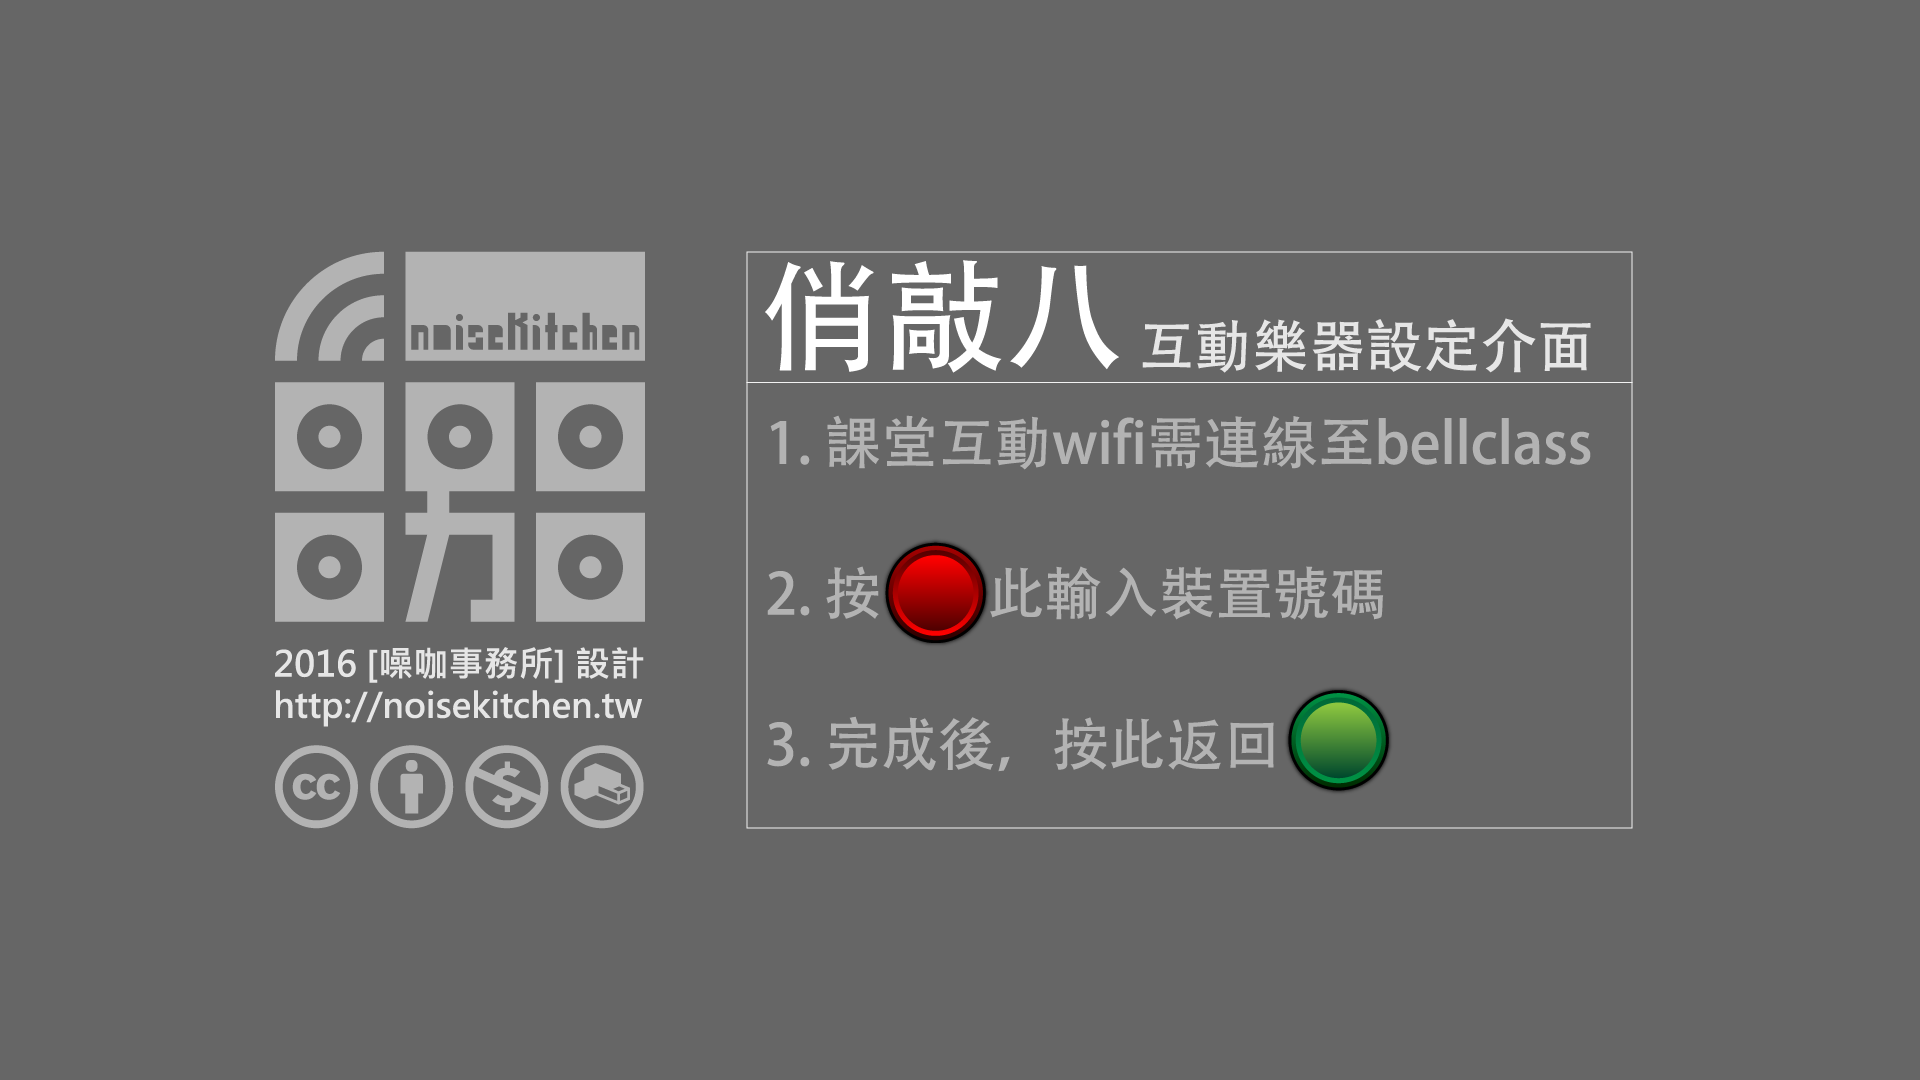 noiseKitchen
2016 [噪咖事務所] 設計
http://noisekitchen.tw
cc
俏敲八 互動樂器設定介面
1. 課堂互動wifi需連線至bellclass
2. 按 此輸入裝置號碼
3. 完成後, 按此返回